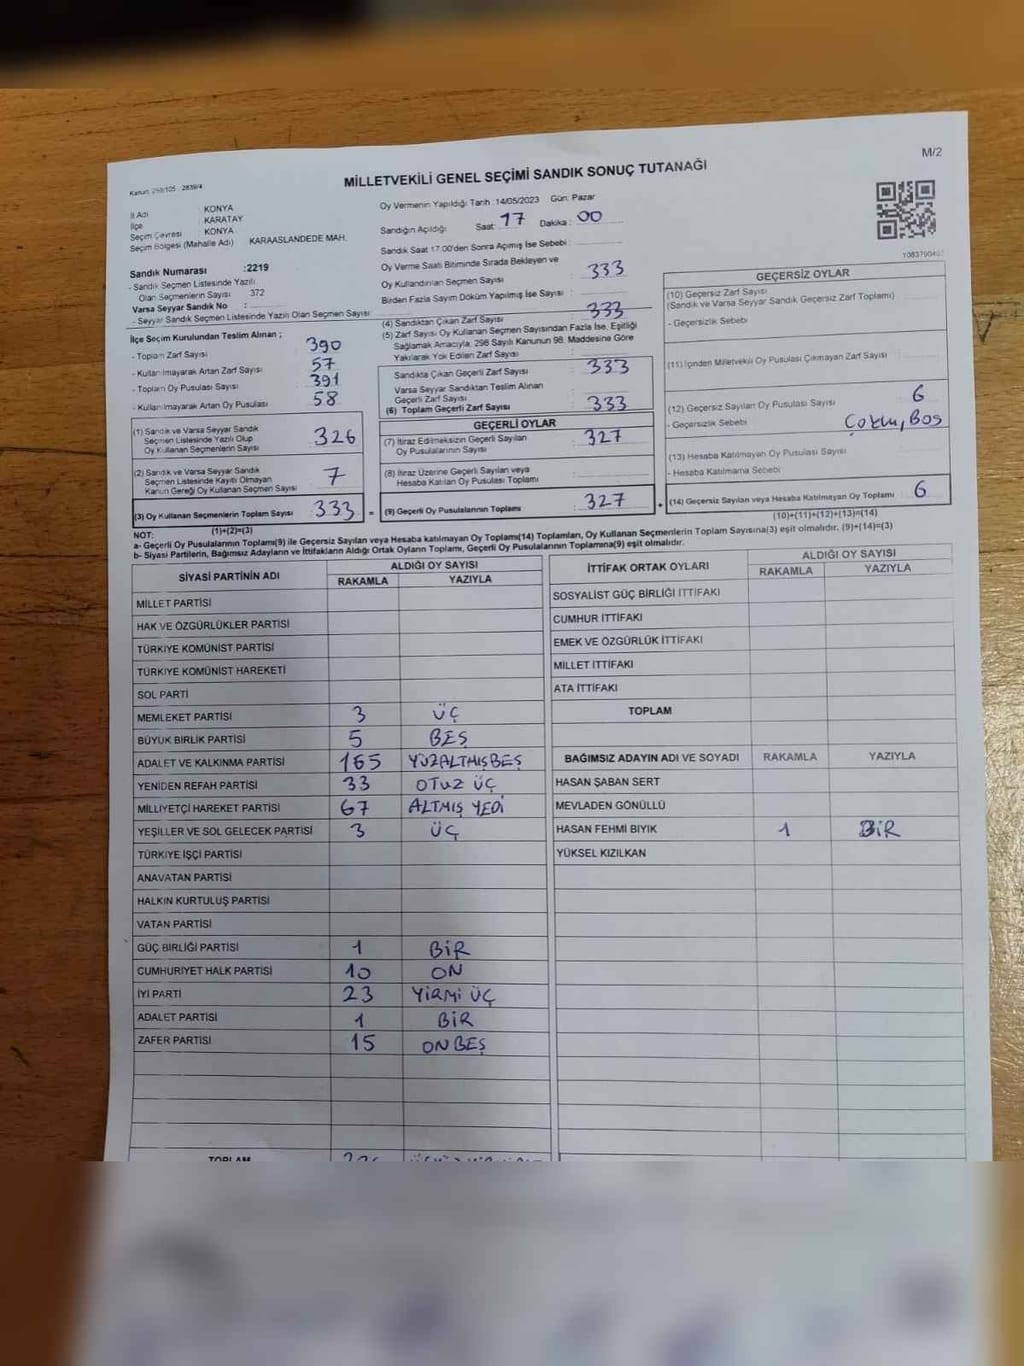 M/2
Kanun: 298/105 - 2839/4
MİLLETVEKİLİ GENEL SEÇİMİ SANDIK SONUÇ TUTANAĞI
İl Adı : KONYA
İlçe : KARATAY
Seçim Çevresi : KONYA
Seçim Bölgesi (Mahalle Adı) KARAASLANDEDE MAH.
Sandık Numarası :2219
- Sandık Seçmen Listesinde Yazılı
Olan Seçmenlerin Sayısı 372
Varsa Seyyar Sandık No :
- Seyyar Sandık Seçmen Listesinde Yazılı Olan Seçmen Sayısı :
İlçe Seçim Kurulundan Teslim Alınan ;
- Toplam Zarf Sayısı 390
- Kullanılmayarak Artan Zarf Sayısı 57
- Toplam Oy Pusulası Sayısı 391
- Kullanılmayarak Artan Oy Pusulası 58
(1) Sandık ve Varsa Seyyar Sandık
Seçmen Listesinde Yazılı Olup
Oy Kullanan Seçmenlerin Sayısı 326
(2) Sandık ve Varsa Seyyar Sandık
Seçmen Listesinde Kayıtlı Olmayan
Kanun Gereği Oy Kullanan Seçmen Sayısı 7
(3) Oy Kullanan Seçmenlerin Toplam Sayısı 333 =
(1)+(2)=(3)
Oy Vermenin Yapıldığı Tarih :14/05/2023 Gün: Pazar
Sandığın Açıldığı Saat: 17 Dakika : 00
Sandık Saat 17:00'den Sonra Açılmış İse Sebebi :
Oy Verme Saati Bitiminde Sırada Bekleyen ve
Oy Kullandırılan Seçmen Sayısı : 333
Birden Fazla Sayım Döküm Yapılmış İse Sayısı :
(4) Sandıktan Çıkan Zarf Sayısı : 333
(5) Zarf Sayısı Oy Kullanan Seçmen Sayısından Fazla İse, Eşitliği
Sağlamak Amacıyla, 298 Sayılı Kanunun 98. Maddesine Göre
Yakılarak Yok Edilen Zarf Sayısı :
Sandıkta Çıkan Geçerli Zarf Sayısı : 333
Varsa Seyyar Sandıktan Teslim Alınan
Geçerli Zarf Sayısı :
(6) Toplam Geçerli Zarf Sayısı : 333
GEÇERLİ OYLAR
(7) İtiraz Edilmeksizin Geçerli Sayılan
Oy Pusulalarının Sayısı : 327
(8) İtiraz Üzerine Geçerli Sayılan veya
Hesaba Katılan Oy Pusulası Toplamı :
(9) Geçerli Oy Pusulalarının Toplamı : 327 +
GEÇERSİZ OYLAR
(10) Geçersiz Zarf Sayısı
(Sandık ve Varsa Seyyar Sandık Geçersiz Zarf Toplamı)
- Geçersizlik Sebebi
(11) İçinden Milletvekili Oy Pusulası Çıkmayan Zarf Sayısı
(12) Geçersiz Sayılan Oy Pusulası Sayısı : 6
- Geçersizlik Sebebi
(13) Hesaba Katılmayan Oy Pusulası Sayısı
- Hesaba Katılmama Sebebi
(14) Geçersiz Sayılan veya Hesaba Katılmayan Oy Toplamı 6
(10)+(11)+(12)+(13)=(14)
NOT:
a- Geçerli Oy Pusulalarının Toplamı(9) ile Geçersiz Sayılan veya Hesaba katılmayan Oy Toplamı(14) Toplamları, Oy Kullanan Seçmenlerin Toplam Sayısına(3) eşit olmalıdır. (9)+(14)=(3)
b- Siyasi Partilerin, Bağımsız Adayların ve İttifakların Aldığı Ortak Oyların Toplamı, Geçerli Oy Pusulalarının Toplamına(9) eşit olmalıdır.
SİYASİ PARTİNİN ADI ALDIĞI OY SAYISI
RAKAMLA YAZIYLA
MİLLET PARTİSİ
HAK VE ÖZGÜRLÜKLER PARTİSİ
TÜRKİYE KOMÜNİST PARTİSİ
TÜRKİYE KOMÜNİST HAREKETİ
SOL PARTİ
MEMLEKET PARTİSİ 3 ÜÇ
BÜYÜK BİRLİK PARTİSİ 5 BEŞ
ADALET VE KALKINMA PARTİSİ 165 YÜZALTMIŞBEŞ
YENİDEN REFAH PARTİSİ 33 OTUZ ÜÇ
MİLLİYETÇİ HAREKET PARTİSİ 67 ALTMIŞ YEDİ
YEŞİLLER VE SOL GELECEK PARTİSİ 3 ÜÇ
TÜRKİYE İŞÇİ PARTİSİ
ANAVATAN PARTİSİ
HALKIN KURTULUŞ PARTİSİ
VATAN PARTİSİ
GÜÇ BİRLİĞİ PARTİSİ 1 BİR
CUMHURİYET HALK PARTİSİ 10 ON
İYİ PARTİ 23 YİRMİ ÜÇ
ADALET PARTİSİ 1 BİR
ZAFER PARTİSİ 15 ON BEŞ
TOPLAM
İTTİFAK ORTAK OYLARI ALDIĞI OY SAYISI
RAKAMLA YAZIYLA
SOSYALİST GÜÇ BİRLİĞİ İTTİFAKI
CUMHUR İTTİFAKI
EMEK VE ÖZGÜRLÜK İTTİFAKI
MİLLET İTTİFAKI
ATA İTTİFAKI
TOPLAM
BAĞIMSIZ ADAYIN ADI VE SOYADI RAKAMLA YAZIYLA
HASAN ŞABAN SERT
MEVLADEN GÖNÜLLÜ
HASAN FEHMİ BIYIK 1 BİR
YÜKSEL KIZILKAN